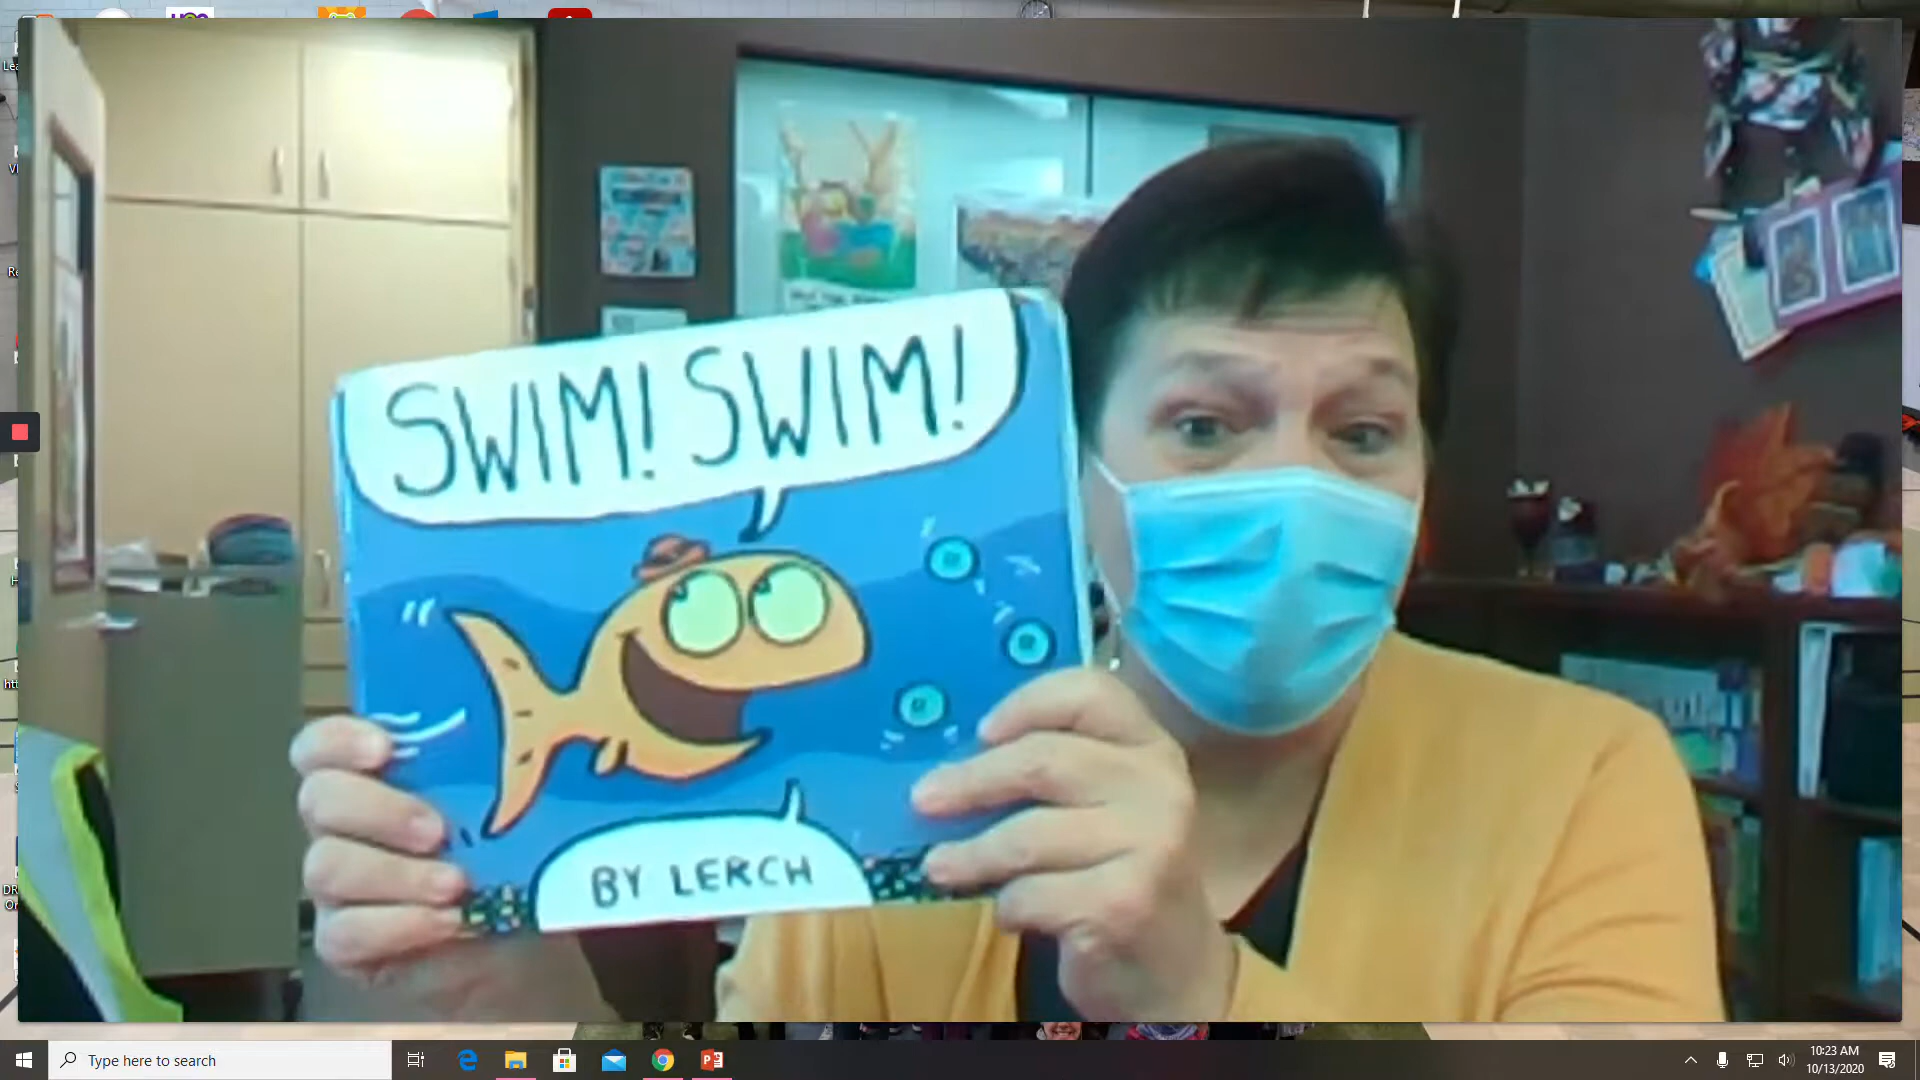 SWIM! SWIM!
BY LERCH
Type here to search
10:23 AM
10/13/2020